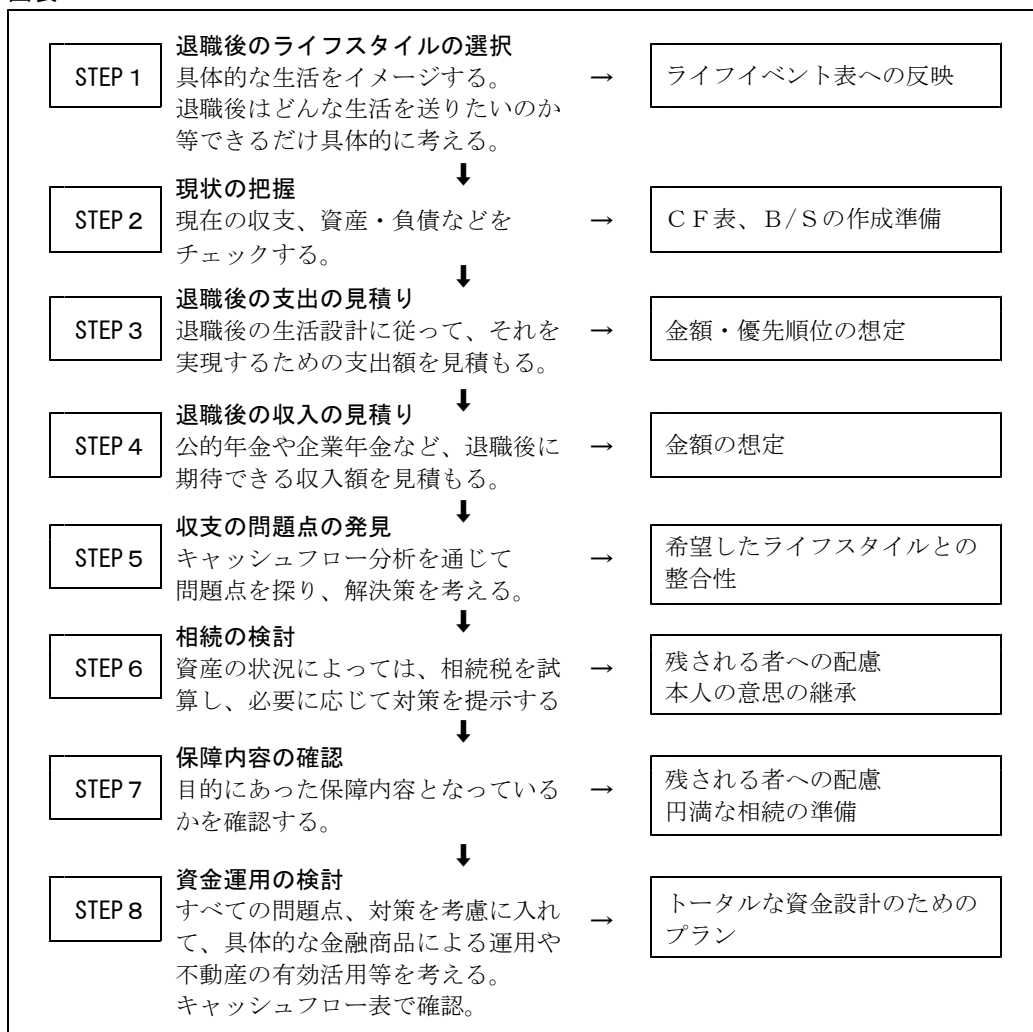 STEP 1
退職後のライフスタイルの選択
具体的な生活をイメージする。
退職後はどんな生活を送りたいのか
等できるだけ具体的に考える。
→
ライフイベント表への反映
⬇
STEP 2
現状の把握
現在の収支、資産・負債などを
チェックする。
→
ＣＦ表、Ｂ/Ｓの作成準備
⬇
STEP 3
退職後の支出の見積り
退職後の生活設計に従って、それを
実現するための支出額を見積もる。
→
金額・優先順位の想定
⬇
STEP 4
退職後の収入の見積り
公的年金や企業年金など、退職後に
期待できる収入額を見積もる。
→
金額の想定
⬇
STEP 5
収支の問題点の発見
キャッシュフロー分析を通じて
問題点を探り、解決策を考える。
→
希望したライフスタイルとの
整合性
⬇
STEP 6
相続の検討
資産の状況によっては、相続税を試
算し、必要に応じて対策を提示する
→
残される者への配慮
本人の意思の継承
⬇
STEP 7
保障内容の確認
目的にあった保障内容となっている
かを確認する。
→
残される者への配慮
円満な相続の準備
⬇
STEP 8
資金運用の検討
すべての問題点、対策を考慮に入れ
て、具体的な金融商品による運用や
不動産の有効活用等を考える。
キャッシュフロー表で確認。
→
トータルな資金設計のための
プラン